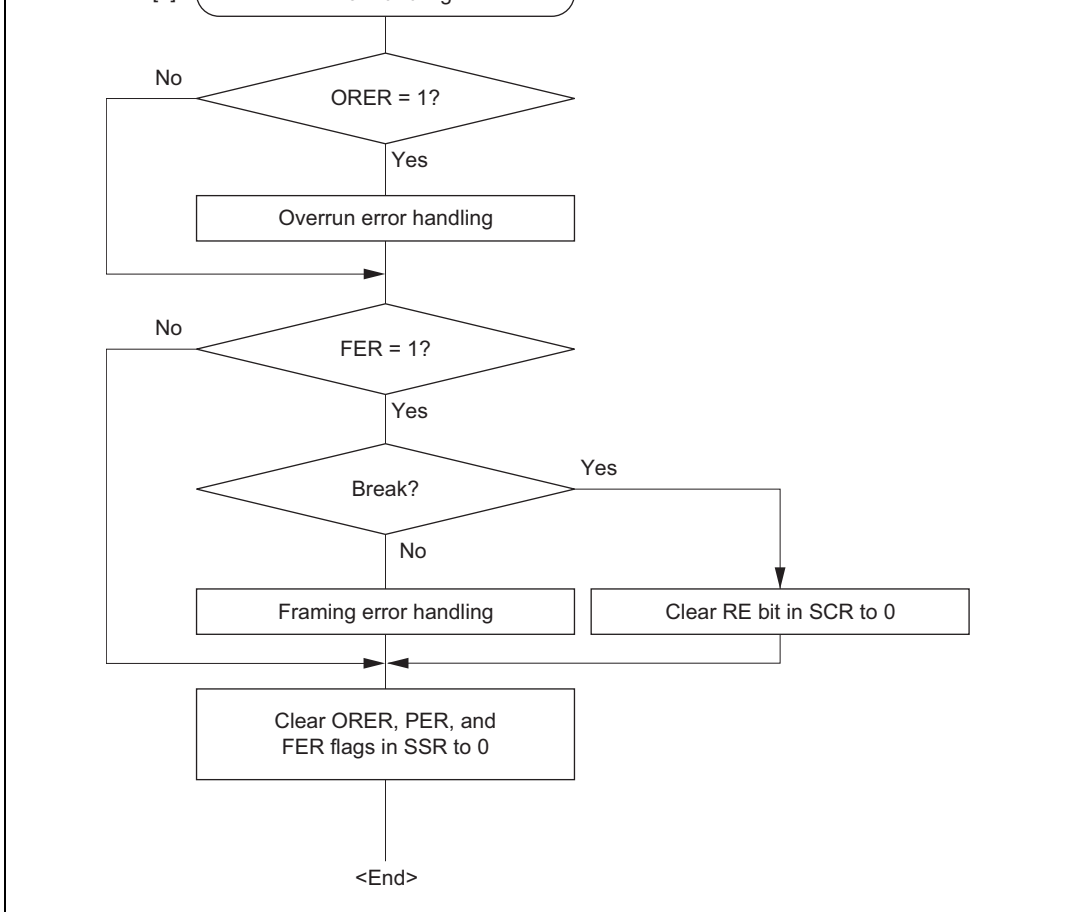 No
ORER = 1?
Yes
Overrun error handling
No
FER = 1?
Yes
Break?
Yes
No
Framing error handling
Clear RE bit in SCR to 0
Clear ORER, PER, and
FER flags in SSR to 0
<End>